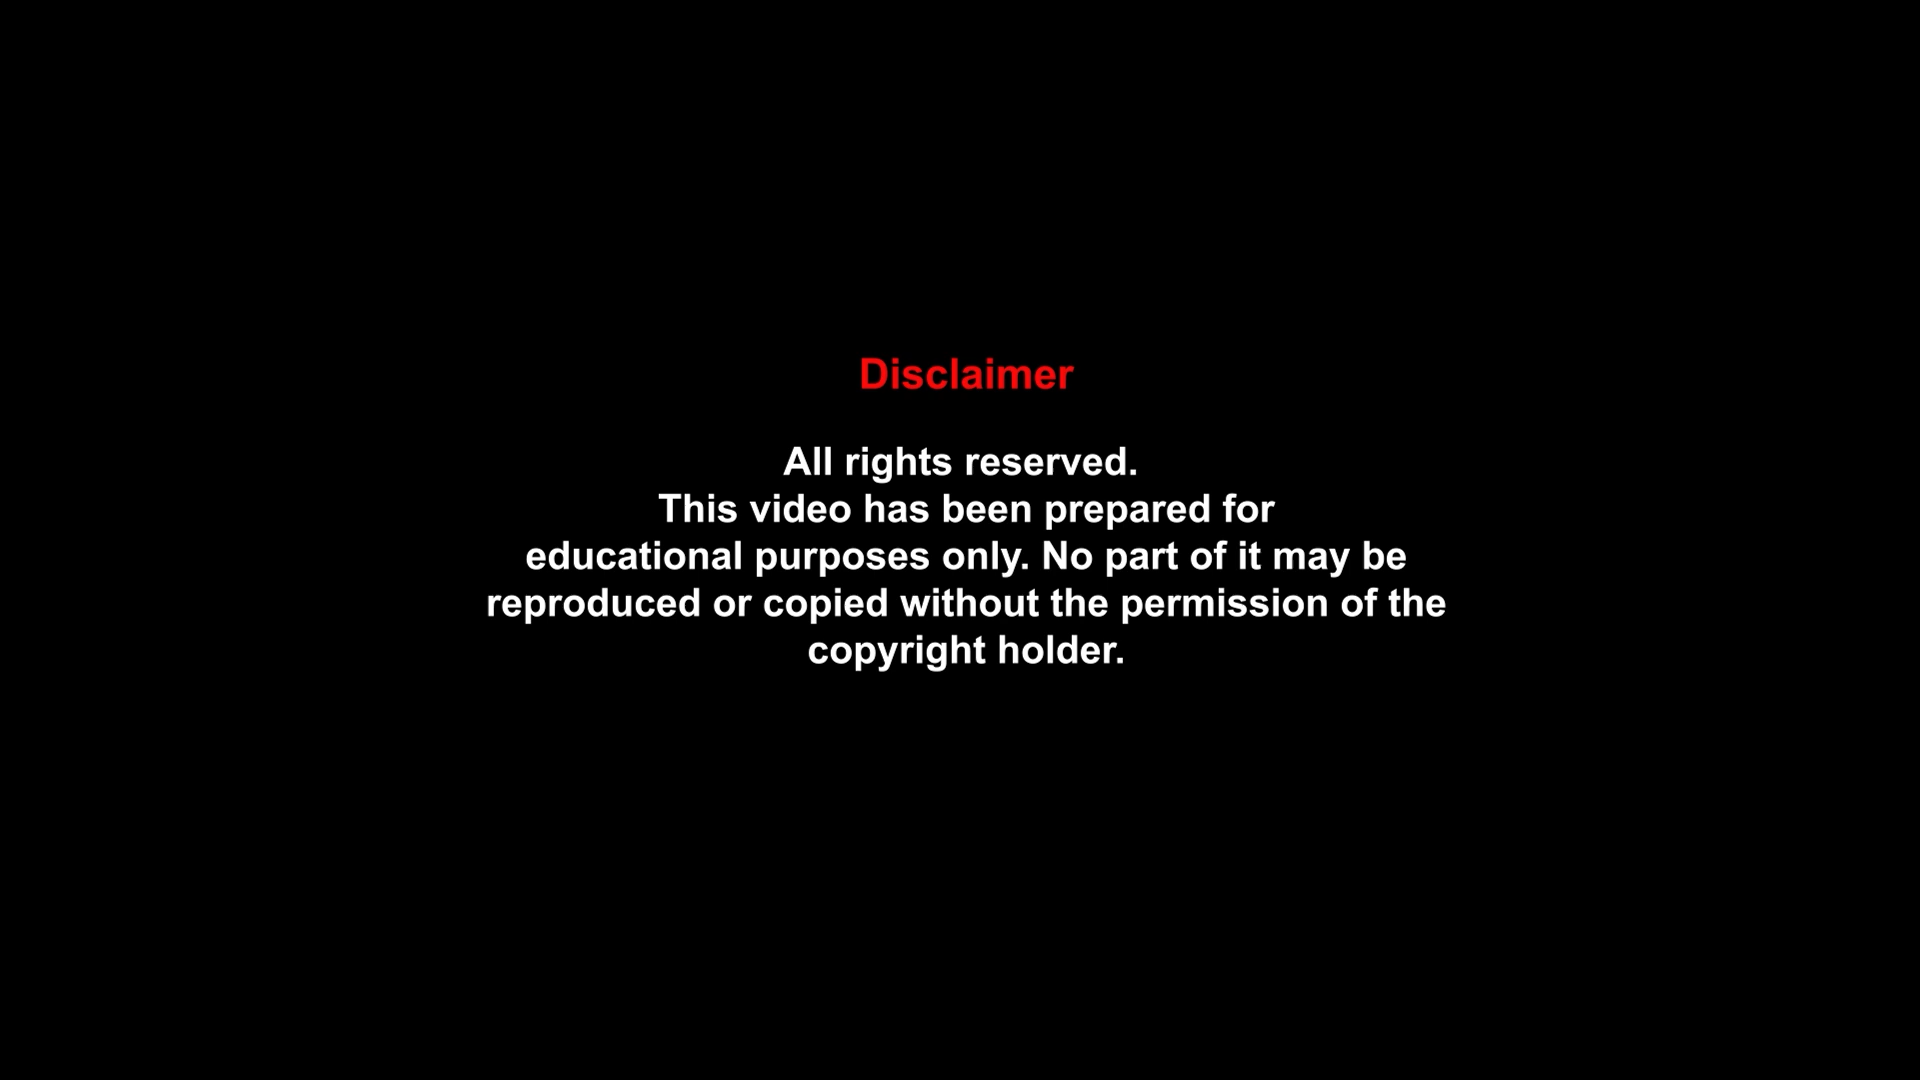 Disclaimer
All rights reserved.
This video has been prepared for
educational purposes only. No part of it may be
reproduced or copied without the permission of the
copyright holder.